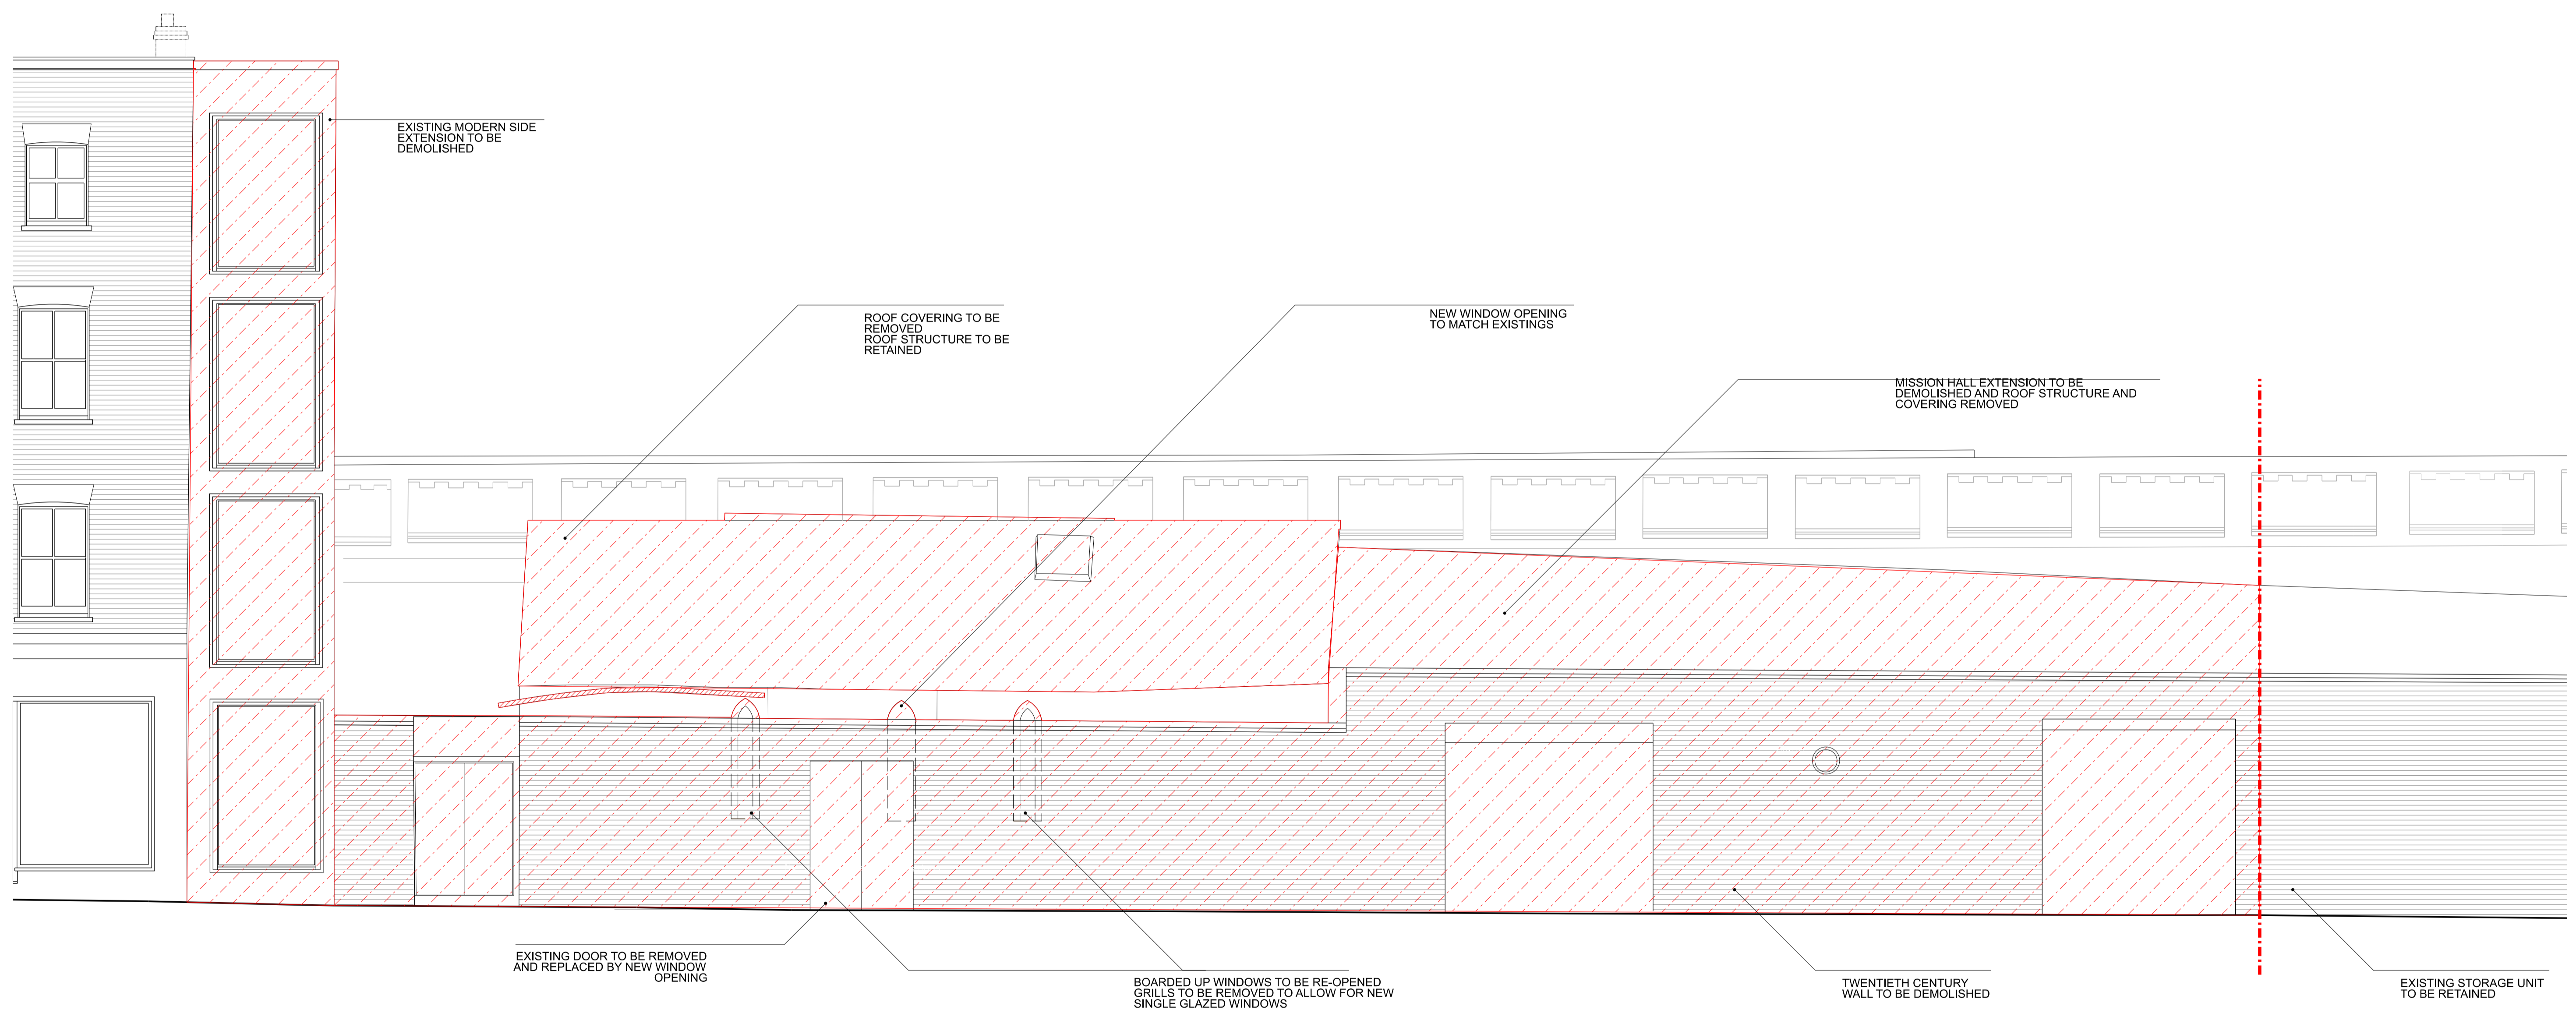 EXISTING MODERN SIDE
EXTENSION TO BE
DEMOLISHED
ROOF COVERING TO BE
REMOVED
ROOF STRUCTURE TO BE
RETAINED
NEW WINDOW OPENING
TO MATCH EXISTINGS
MISSION HALL EXTENSION TO BE
DEMOLISHED AND ROOF STRUCTURE AND
COVERING REMOVED
EXISTING DOOR TO BE REMOVED
AND REPLACED BY NEW WINDOW
OPENING
BOARDED UP WINDOWS TO BE RE-OPENED
GRILLS TO BE REMOVED TO ALLOW FOR NEW
SINGLE GLAZED WINDOWS
TWENTIETH CENTURY
WALL TO BE DEMOLISHED
EXISTING STORAGE UNIT
TO BE RETAINED